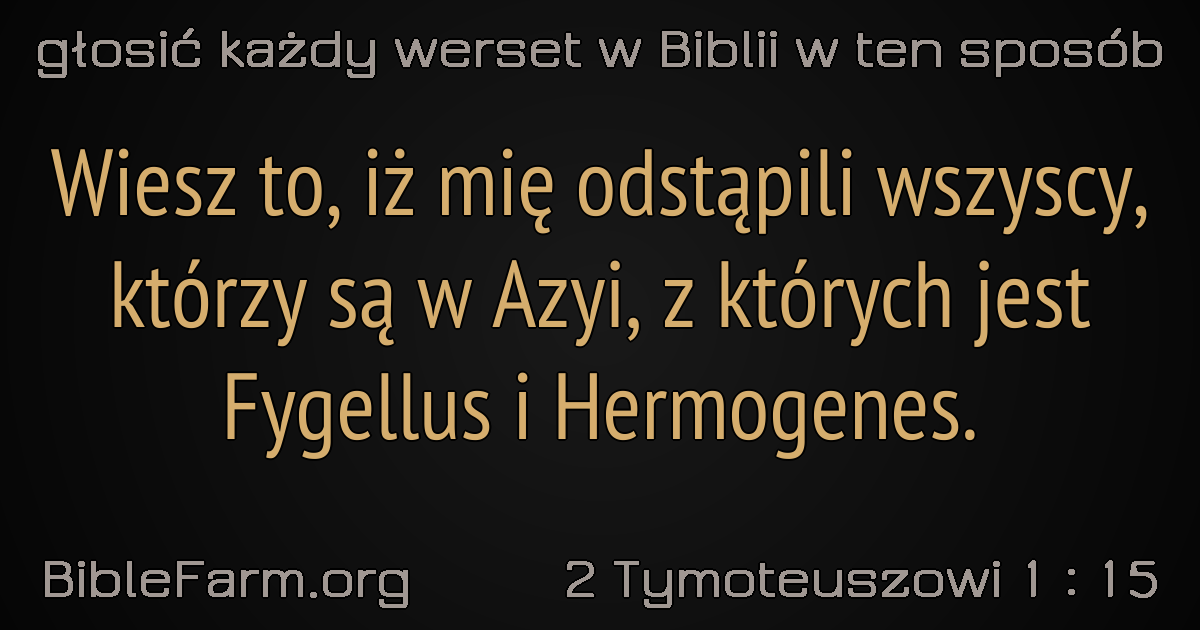 głosić każdy werset w Biblii w ten sposób
Wiesz to, iż mię odstąpili wszyscy,
którzy są w Azyi, z których jest
Fygellus i Hermogenes.
BibleFarm.org
2 Tymoteuszowi 1 : 15